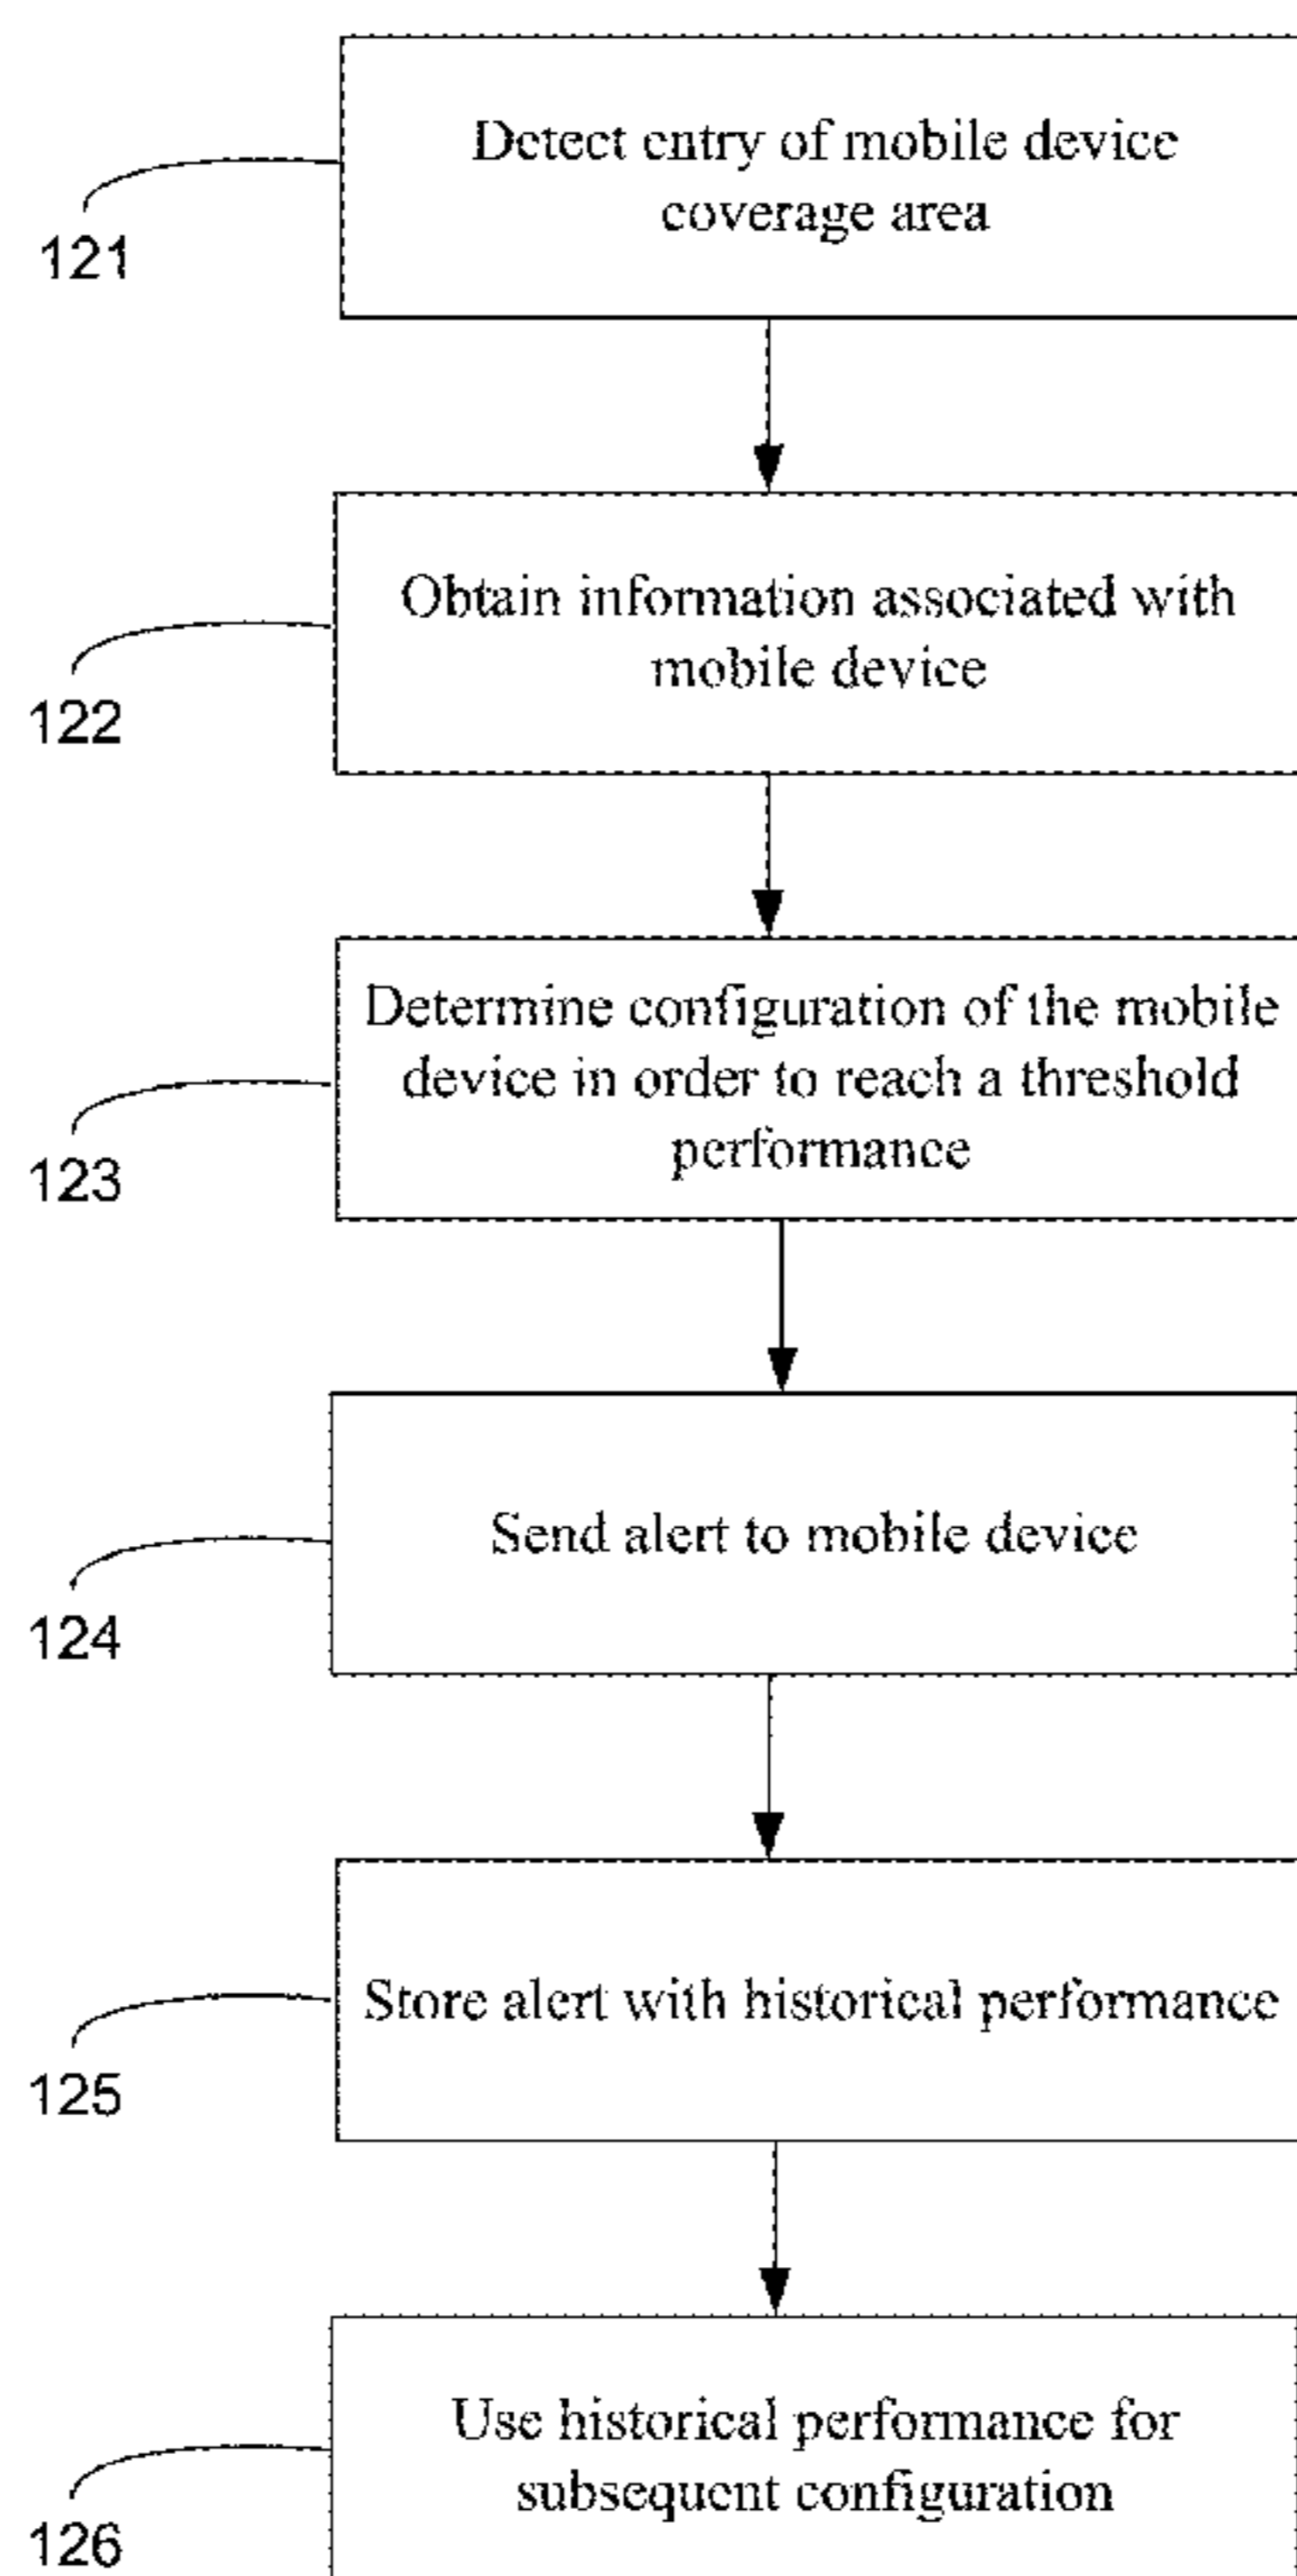 Detect entry of mobile device
coverage area
121
Obtain information associated with
mobile device
122
Determine configuration of the mobile
device in order to reach a threshold
performance
123
Send alert to mobile device
124
Store alert with historical performance
125
Use historical performance for
subsequent configuration
126